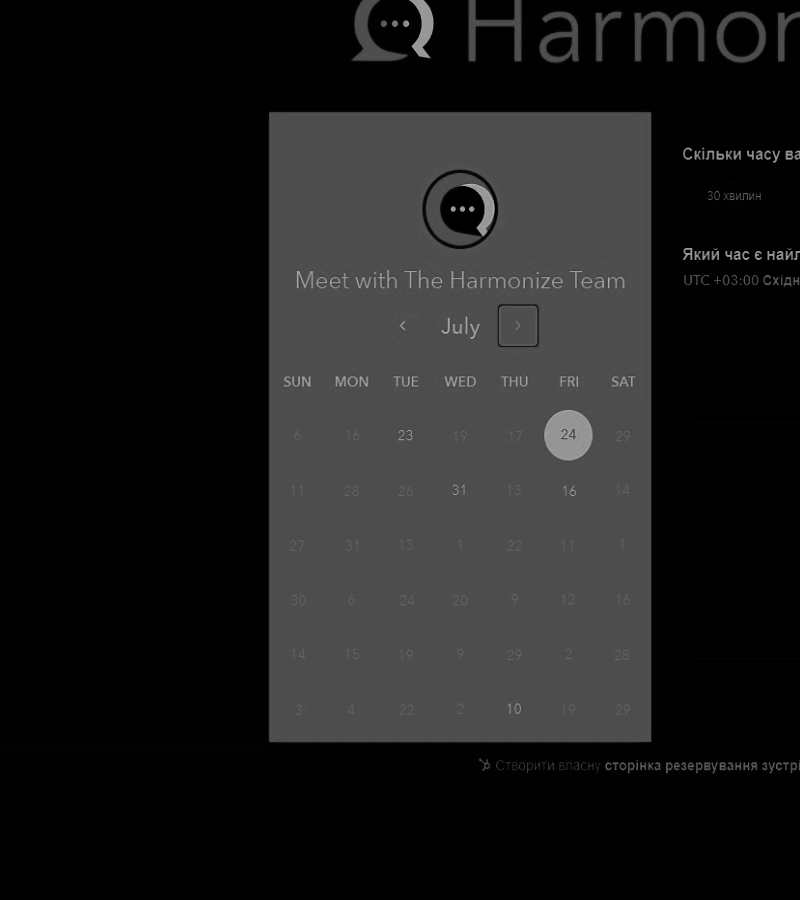 Harmon
Скільки часу ва
30 хвилин
Який час є найл
UTC +03:00 Східн
Meet with The Harmonize Team
July
SUN MON TUE WED THU FRI SAT
6 16 23 19 17 24 29
11 28 26 31 13 16 14
27 31 13 1 22 11 1
30 6 24 20 9 12 16
14 15 19 9 29 2 28
3 4 22 2 10 19 29
Створити власну сторінка резервування зустрі